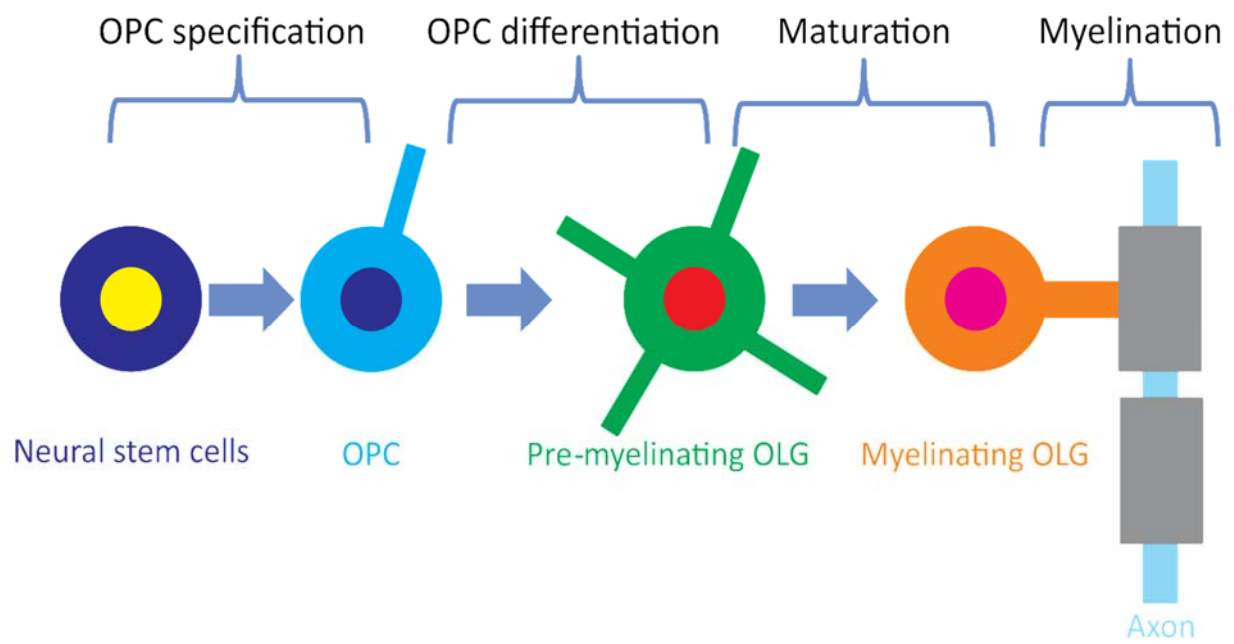 OPC specification
OPC differentiation
Maturation
Myelination
Neural stem cells
OPC
Pre-myelinating OLG
Myelinating OLG
Axon